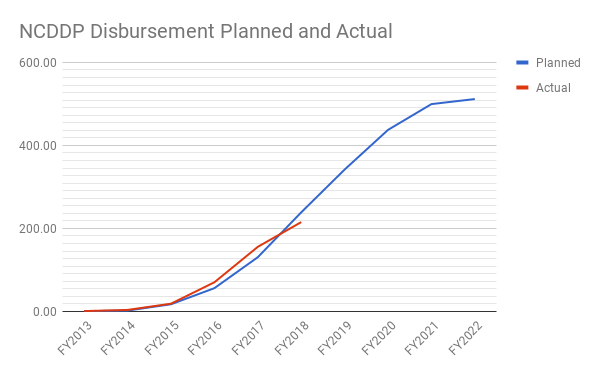 NCDDP Disbursement Planned and Actual
600.00
400.00
200.00
0.00
FY2013
FY2014
FY2015
FY2016
FY2017
FY2018
FY2019
FY2020
FY2021
FY2022
Planned
Actual